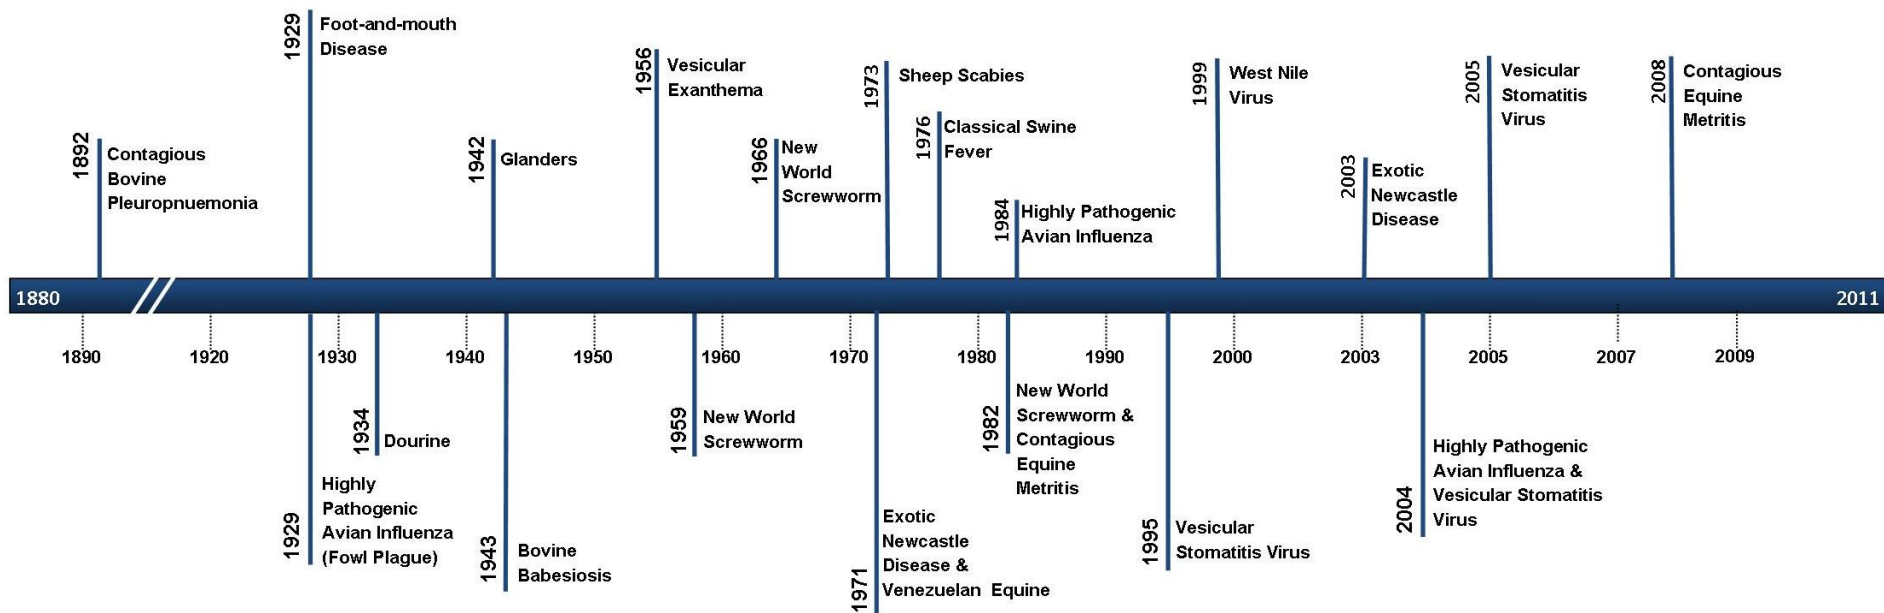 1929
Foot-and-mouth
Disease
1892
Contagious
Bovine
Pleuropnuemonia
1942
Glanders
1956
Vesicular
Exanthema
1966
New
World
Screwworm
1973
Sheep Scabies
1976
Classical Swine
Fever
1984
Highly Pathogenic
Avian Influenza
1999
West Nile
Virus
2003
Exotic
Newcastle
Disease
2005
Vesicular
Stomatitis
Virus
2008
Contagious
Equine
Metritis
1880
2011
1890
1920
1930
1940
1950
1960
1970
1980
1990
2000
2003
2005
2007
2009
1929
Highly
Pathogenic
Avian Influenza
(Fowl Plague)
1934
Dourine
1943
Bovine
Babesiosis
1959
New World
Screwworm
1971
Exotic
Newcastle
Disease &
Venezuelan Equine
1982
New World
Screwworm &
Contagious
Equine
Metritis
1995
Vesicular
Stomatitis Virus
2004
Highly Pathogenic
Avian Influenza &
Vesicular Stomatitis
Virus